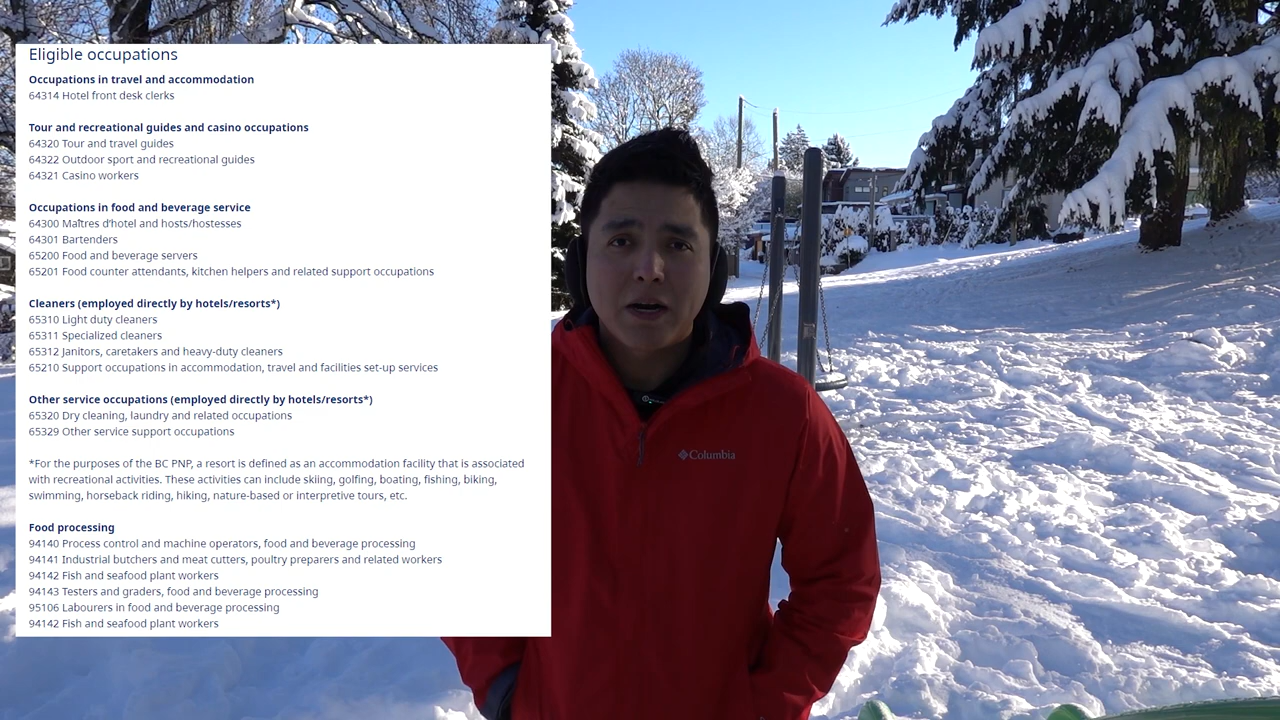 Eligible occupations
Occupations in travel and accommodation
64314 Hotel front desk clerks
Tour and recreational guides and casino occupations
64320 Tour and travel guides
64322 Outdoor sport and recreational guides
64321 Casino workers
Occupations in food and beverage service
64300 Maîtres d'hotel and hosts/hostesses
64301 Bartenders
65200 Food and beverage servers
65201 Food counter attendants, kitchen helpers and related support occupations
Cleaners (employed directly by hotels/resorts*)
65310 Light duty cleaners
65311 Specialized cleaners
65312 Janitors, caretakers and heavy-duty cleaners
65210 Support occupations in accommodation, travel and facilities set-up services
Other service occupations (employed directly by hotels/resorts*)
65320 Dry cleaning, laundry and related occupations
65329 Other service support occupations
*For the purposes of the BC PNP, a resort is defined as an accommodation facility that is associated
with recreational activities. These activities can include skiing, golfing, boating, fishing, biking,
swimming, horseback riding, hiking, nature-based or interpretive tours, etc.
Food processing
94140 Process control and machine operators, food and beverage processing
94141 Industrial butchers and meat cutters, poultry preparers and related workers
94142 Fish and seafood plant workers
94143 Testers and graders, food and beverage processing
95106 Labourers in food and beverage processing
94142 Fish and seafood plant workers
Columbia